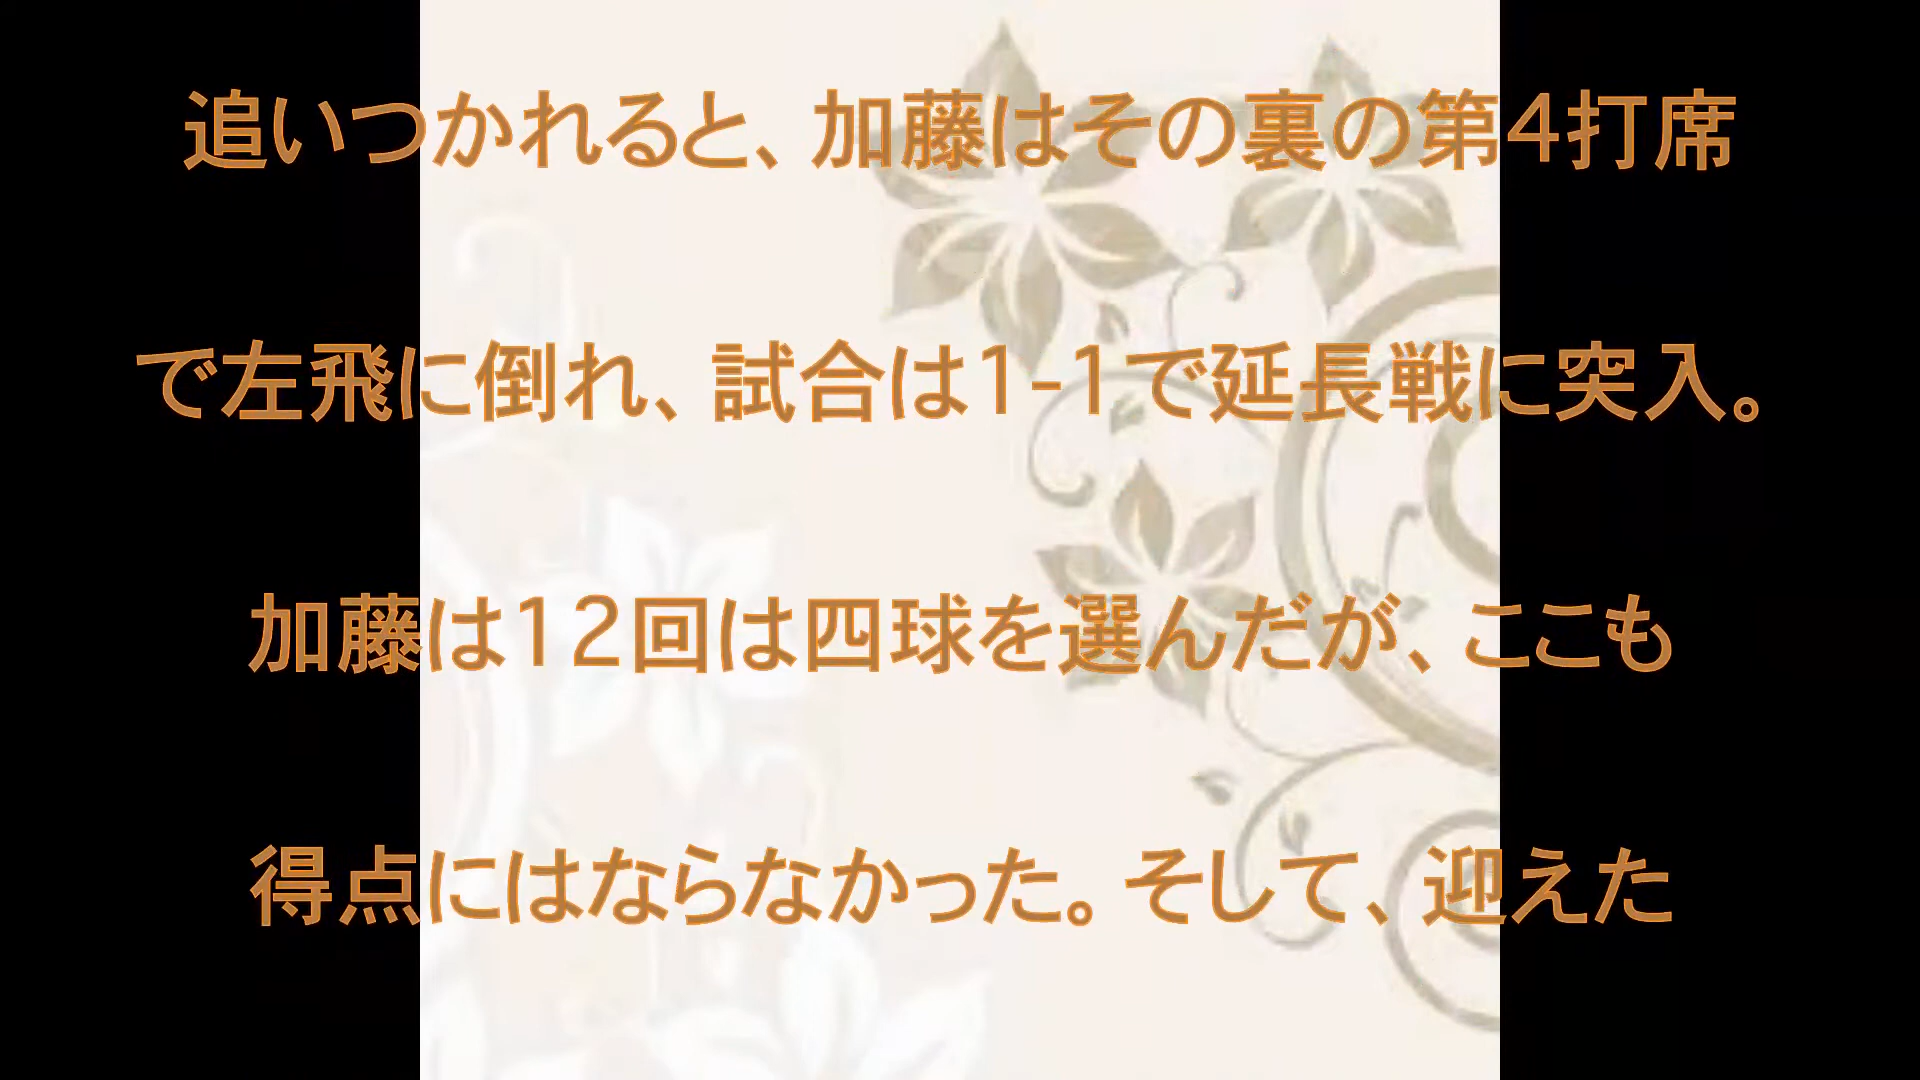 追いつかれると、加藤はその裏の第4打席
で左飛に倒れ、試合は1-1で延長戦に突入。
加藤は12回は四球を選んだが、ここも
得点にはならなかった。そして、迎えた